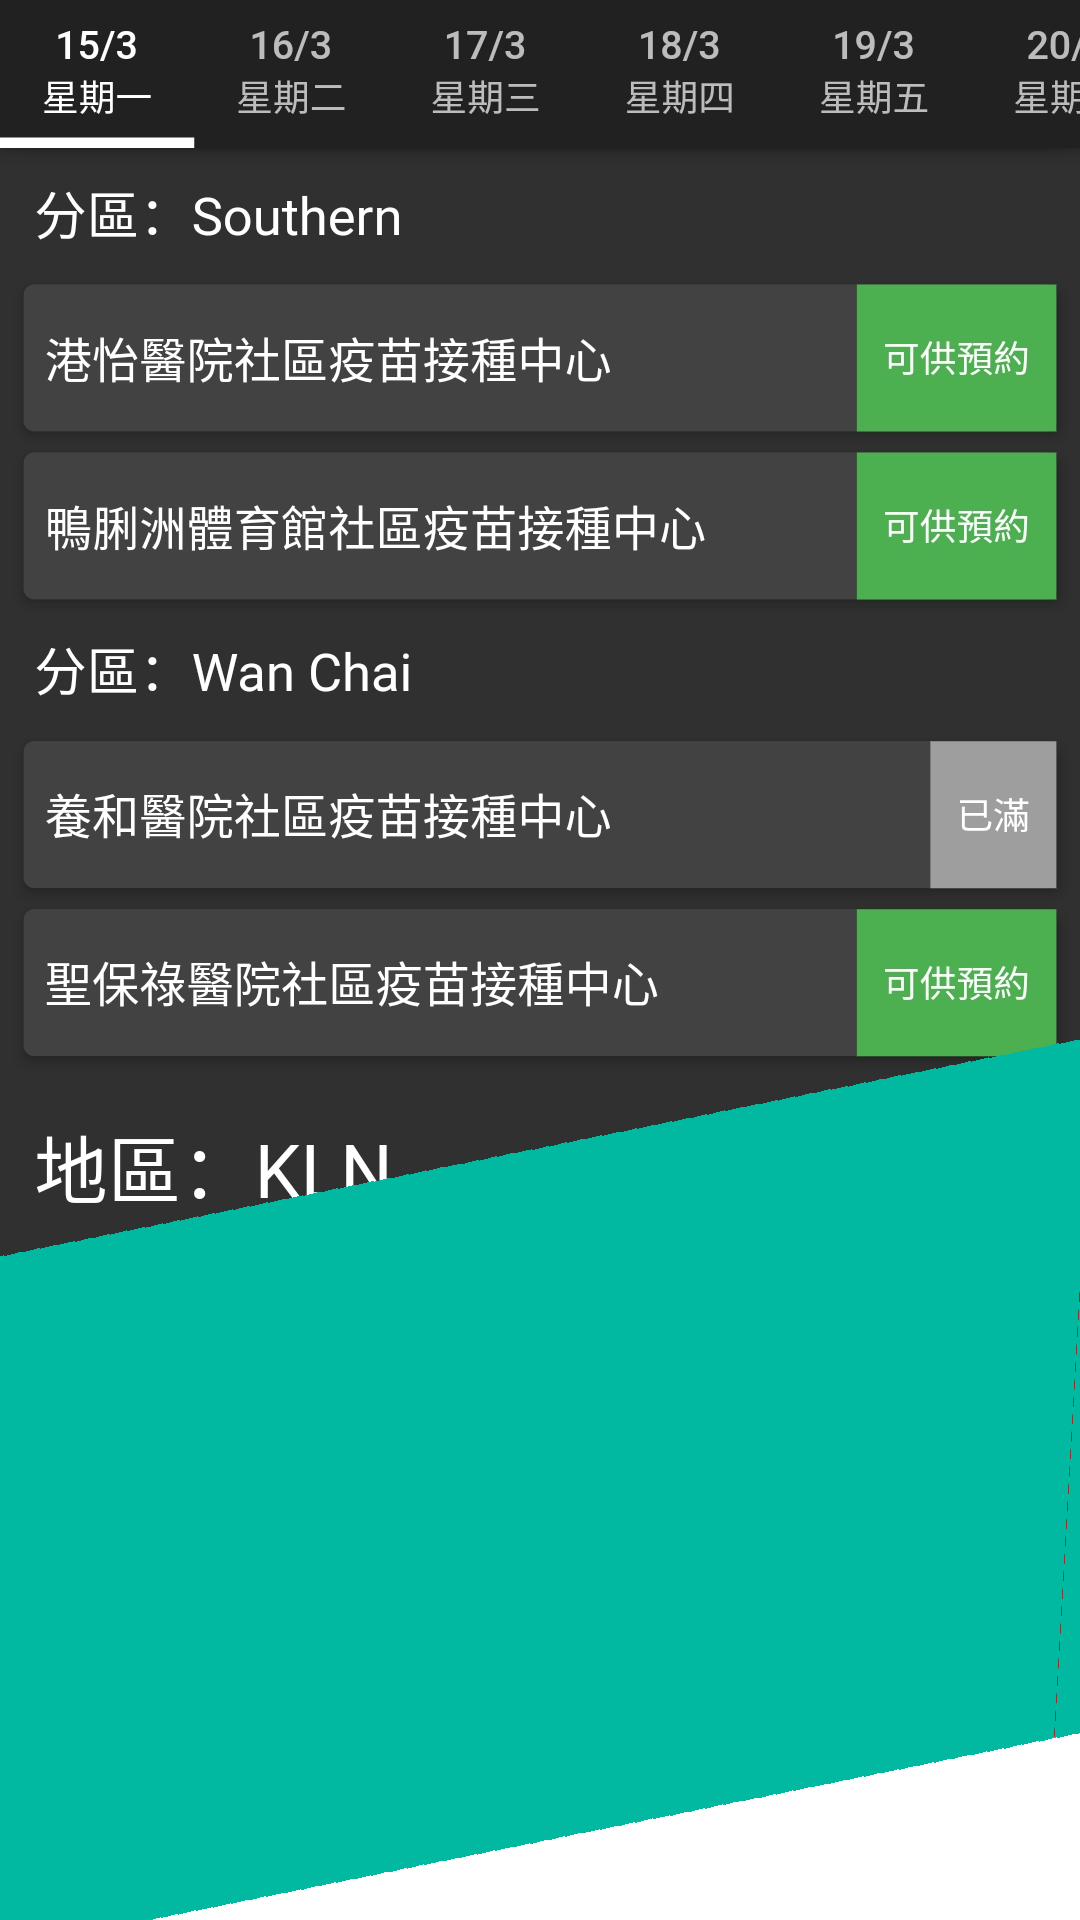 15/3 16/3 17/3 18/3 19/3 20/
星期一 星期二 星期三 星期四 星期五 星期
分區：Southern
港怡醫院社區疫苗接種中心 可供預約
鴨脷洲體育館社區疫苗接種中心 可供預約
分區：Wan Chai
養和醫院社區疫苗接種中心 已滿
聖保祿醫院社區疫苗接種中心 可供預約
地區：KLN